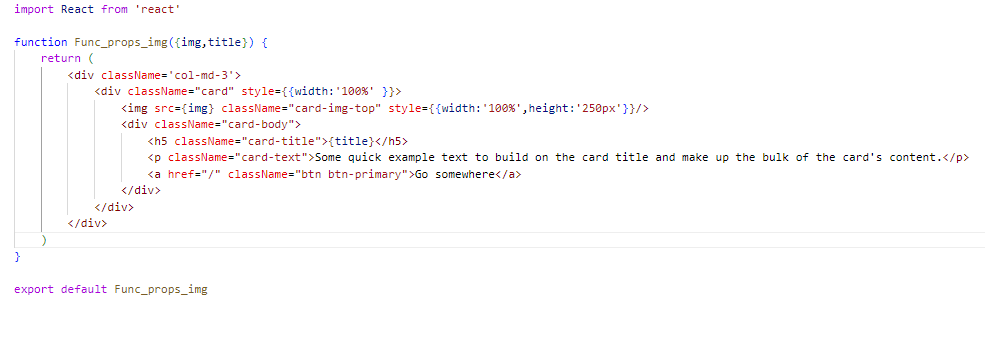 import React from 'react'
function Func_props_img({img,title}) {
return (
<div className='col-md-3'>
<div className="card" style={{width:'100%' }}>
<img src={img} className="card-img-top" style={{width:'100%',height:'250px'}}/>
<div className="card-body">
<h5 className="card-title">{title}</h5>
<p className="card-text">Some quick example text to build on the card title and make up the bulk of the card's content.</p>
<a href="/" className="btn btn-primary">Go somewhere</a>
</div>
</div>
</div>
)
}
export default Func_props_img